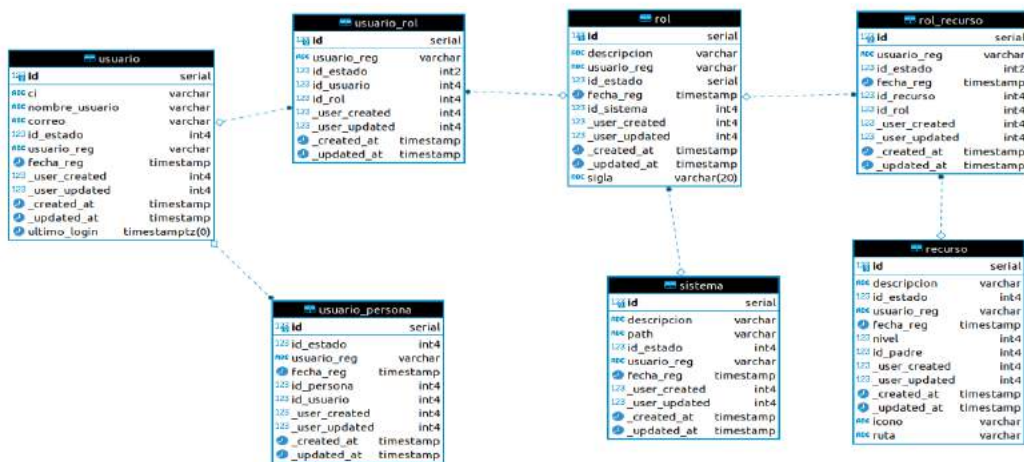 usuario
id serial
ci varchar
nombre_usuario varchar
correo varchar
id_estado int4
usuario_reg varchar
fecha_reg timestamp
_user_created int4
_user_updated int4
_created_at timestamp
_updated_at timestamp
ultimo_login timestamptz(0)
usuario_rol
id serial
usuario_reg varchar
id_estado int2
id_usuario int4
id_rol int4
_user_created int4
_user_updated int4
_created_at timestamp
_updated_at timestamp
rol
id serial
descripcion varchar
usuario_reg varchar
id_estado serial
fecha_reg timestamp
id_sistema int4
_user_created int4
_user_updated int4
_created_at timestamp
_updated_at timestamp
sigla varchar(20)
rol_recurso
id serial
usuario_reg varchar
id_estado int2
fecha_reg timestamp
id_recurso int4
id_rol int4
_user_created int4
_user_updated int4
_created_at timestamp
_updated_at timestamp
usuario_persona
id serial
id_estado int4
usuario_reg varchar
fecha_reg timestamp
id_persona int4
id_usuario int4
_user_created int4
_user_updated int4
_created_at timestamp
_updated_at timestamp
sistema
id serial
descripcion varchar
path varchar
id_estado int4
usuario_reg varchar
fecha_reg timestamp
_user_created int4
_user_updated int4
_created_at timestamp
_updated_at timestamp
recurso
id serial
descripcion varchar
id_estado int4
usuario_reg varchar
fecha_reg timestamp
nivel int4
id_padre int4
_user_created int4
_user_updated int4
_created_at timestamp
_updated_at timestamp
icono varchar
ruta varchar